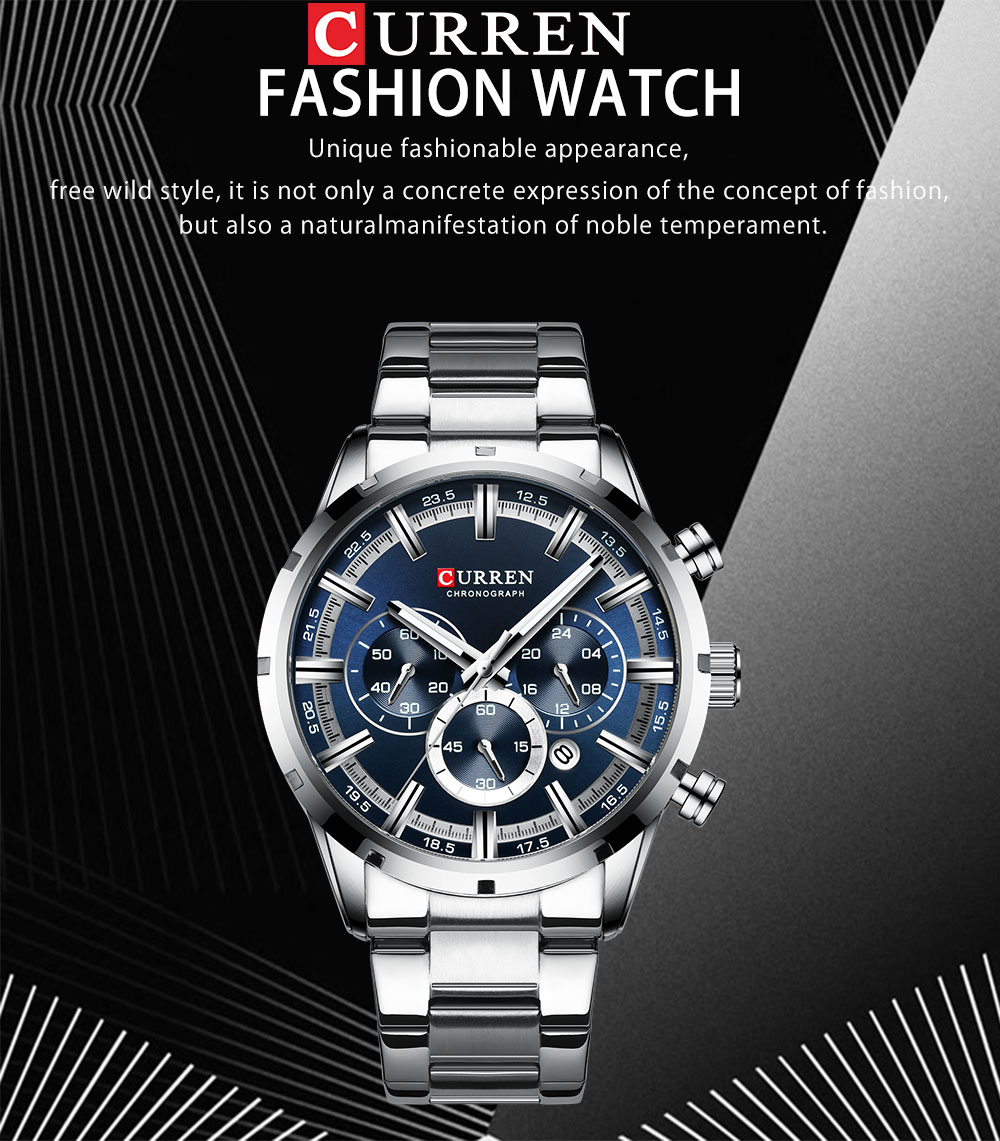 CURREN
FASHION WATCH
Unique fashionable appearance,
free wild style, it is not only a concrete expression of the concept of fashion,
but also a naturalmanifestation of noble temperament.
23.5 12.5
22.5 13.5
CURREN
CHRONOGRAPH
21.5 14.5
60 24
50 10 20 04
40 20 16 08
30 12
60
20.5 15.5
45 15
8
30
19.5 16.5
18.5 17.5